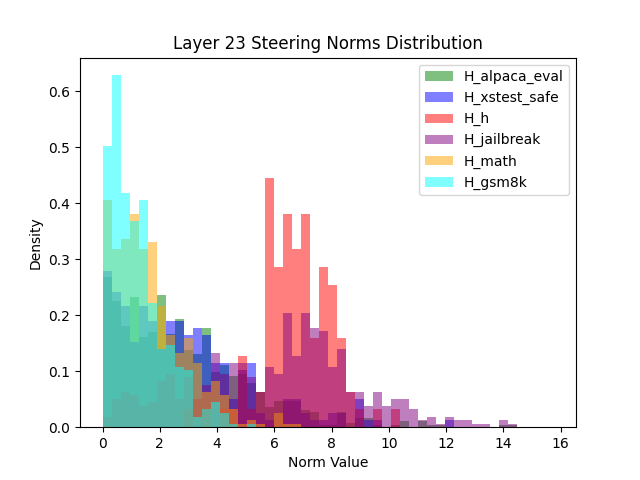 Layer 23 Steering Norms Distribution
H_alpaca_eval
H_xstest_safe
H_h
H_jailbreak
H_math
H_gsm8k
Density
0.6
0.5
0.4
0.3
0.2
0.1
0.0
0 2 4 6 8 10 12 14 16
Norm Value